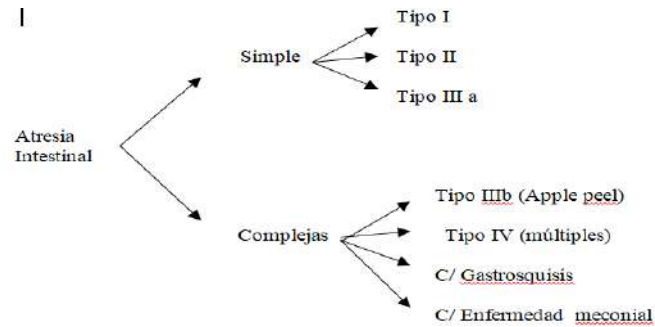 Tipo I
Simple
Tipo II
Tipo III a
Atresia
Intestinal
Tipo IIIb (Apple peel)
Complejas
Tipo IV (múltiples)
C/ Gastrosquisis
C/ Enfermedad meconial